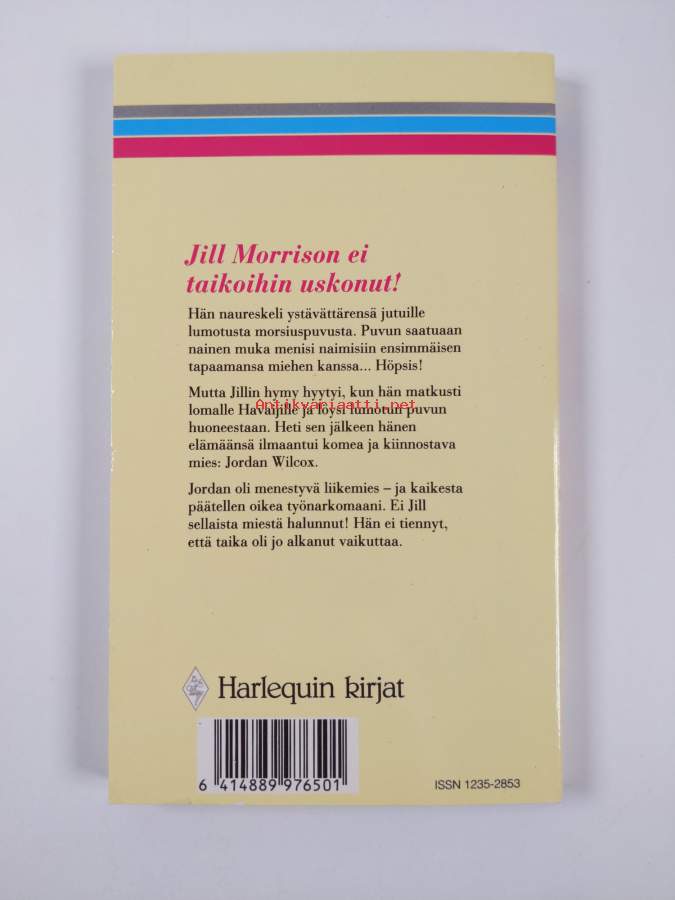 Jill Morrison ei
taikoihin uskonut!
Hän naureskeli ystävättärensä jutuille
lumotusta morsiuspuvusta. Puvun saatuaan
nainen muka menisi naimisiin ensimmäisen
tapaamansa miehen kanssa... Höpsis!
Mutta Jillin hymy hyytyi, kun hän matkusti
Antikvariaatti.net
lomalle Havaijille ja löysi lumotun puvun
huoneestaan. Heti sen jälkeen hänen
elämäänsä ilmaantui komea ja kiinnostava
mies: Jordan Wilcox.
Jordan oli menestyvä liikemies – ja kaikesta
päätellen oikea työnarkomaani. Ei Jill
sellaista miestä halunnut! Hän ei tiennyt,
että taika oli jo alkanut vaikuttaa.
Harlequin kirjat
6 414889 976501
ISSN 1235-2853